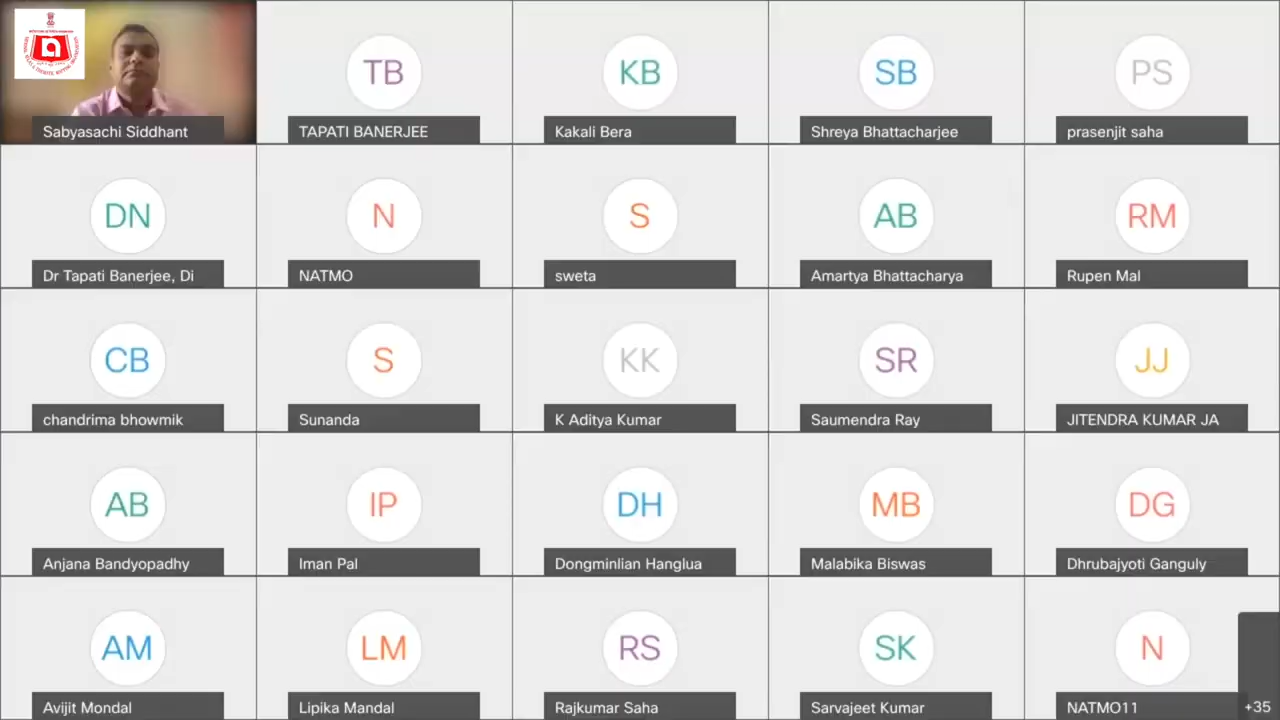 TB
KB
SB
PS
Sabyasachi Siddhant
TAPATI BANERJEE
Kakali Bera
Shreya Bhattacharjee
prasenjit saha
DN
N
S
AB
RM
Dr Tapati Banerjee, Di
NATMO
sweta
Amartya Bhattacharya
Rupen Mal
CB
S
KK
SR
JJ
chandrima bhowmik
Sunanda
K Aditya Kumar
Saumendra Ray
JITENDRA KUMAR JA
AB
IP
DH
MB
DG
Anjana Bandyopadhy
Iman Pal
Dongminlian Hanglua
Malabika Biswas
Dhrubajyoti Ganguly
AM
LM
RS
SK
N
Avijit Mondal
Lipika Mandal
Rajkumar Saha
Sarvajeet Kumar
NATMO11
+35